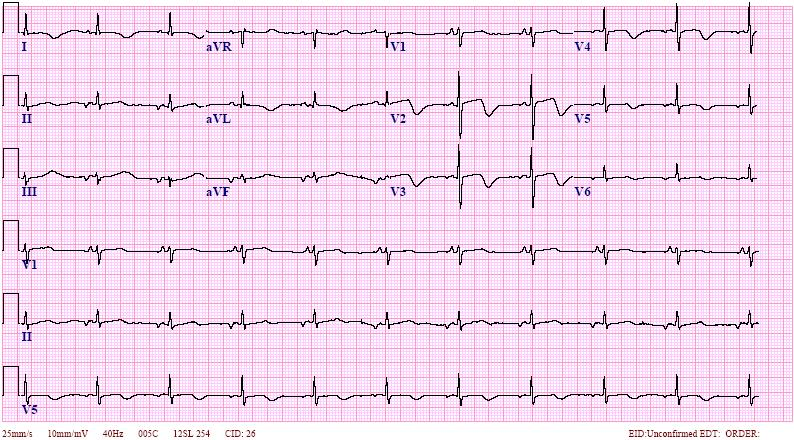 I aVR V1 V4
II aVL V2 V5
III aVF V3 V6
V1
II
V5
25mm/s 10mm/mV 40Hz 005C 12SL 254 CID: 26 EID:Unconfirmed EDT: ORDER: